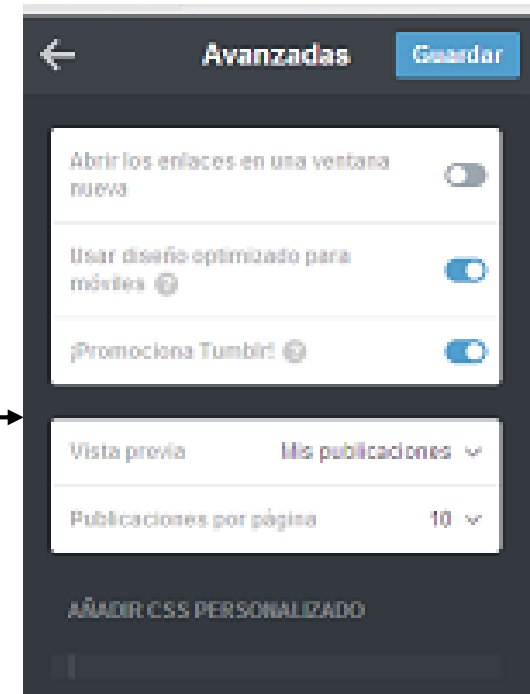 Avanzadas Guardar
Abrir los enlaces en una ventana
nueva
Usar diseño optimizado para
móviles ?
¡Promociona Tumblr! ?
Vista previa Mis publicaciones
Publicaciones por página 10
AÑADIR CSS PERSONALIZADO